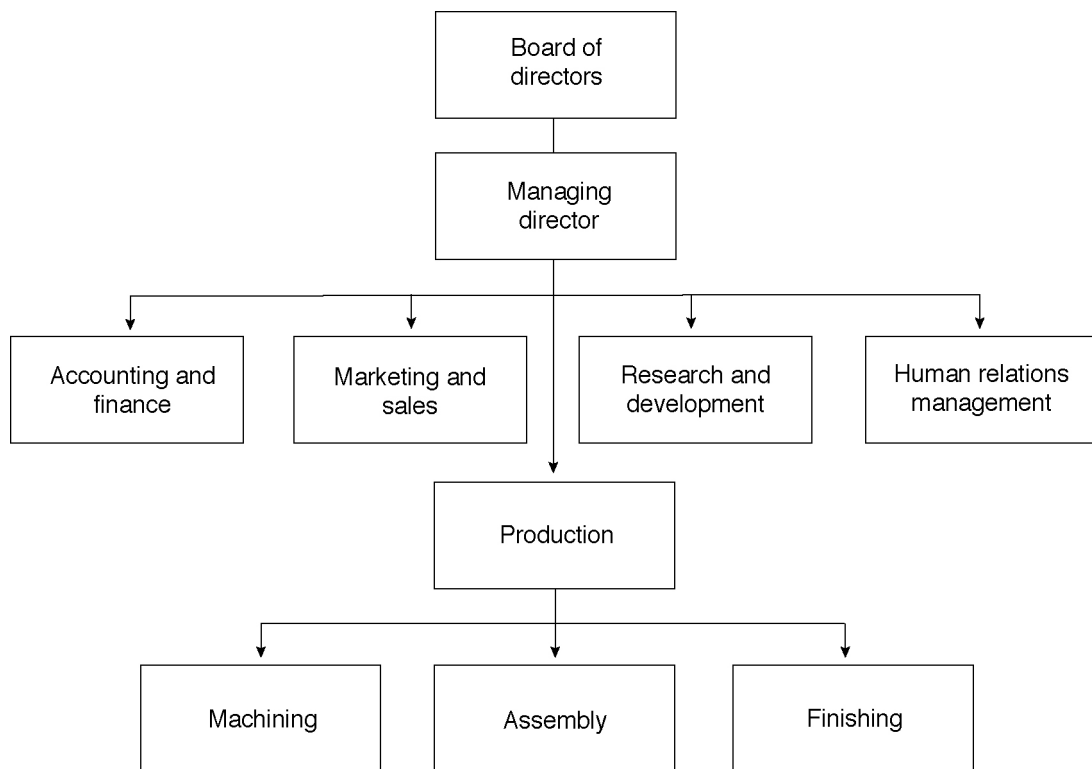 Board of
directors
Managing
director
Accounting and
finance
Marketing and
sales
Research and
development
Human relations
management
Production
Machining
Assembly
Finishing